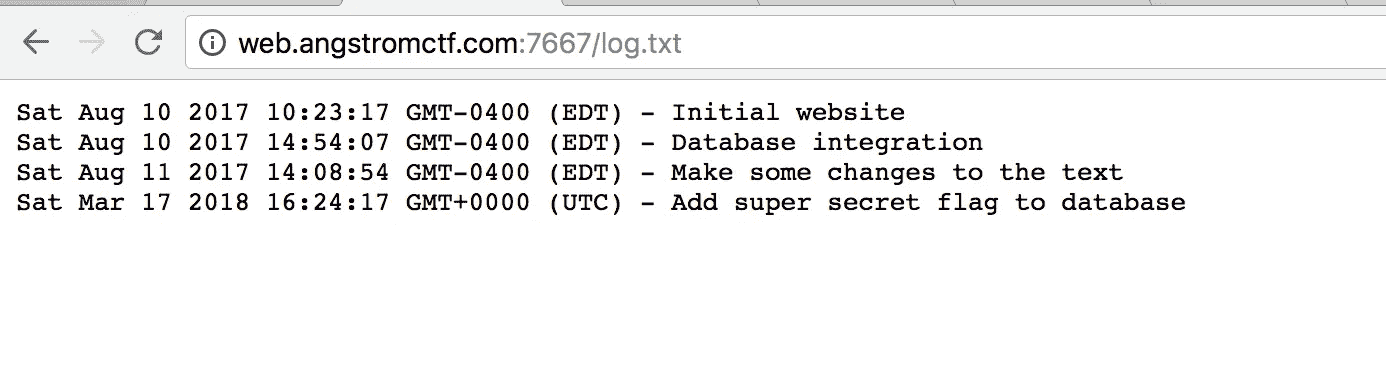 web.angstromctf.com:7667/log.txt
Sat Aug 10 2017 10:23:17 GMT-0400 (EDT) - Initial website
Sat Aug 10 2017 14:54:07 GMT-0400 (EDT) - Database integration
Sat Aug 11 2017 14:08:54 GMT-0400 (EDT) - Make some changes to the text
Sat Mar 17 2018 16:24:17 GMT+0000 (UTC) - Add super secret flag to database